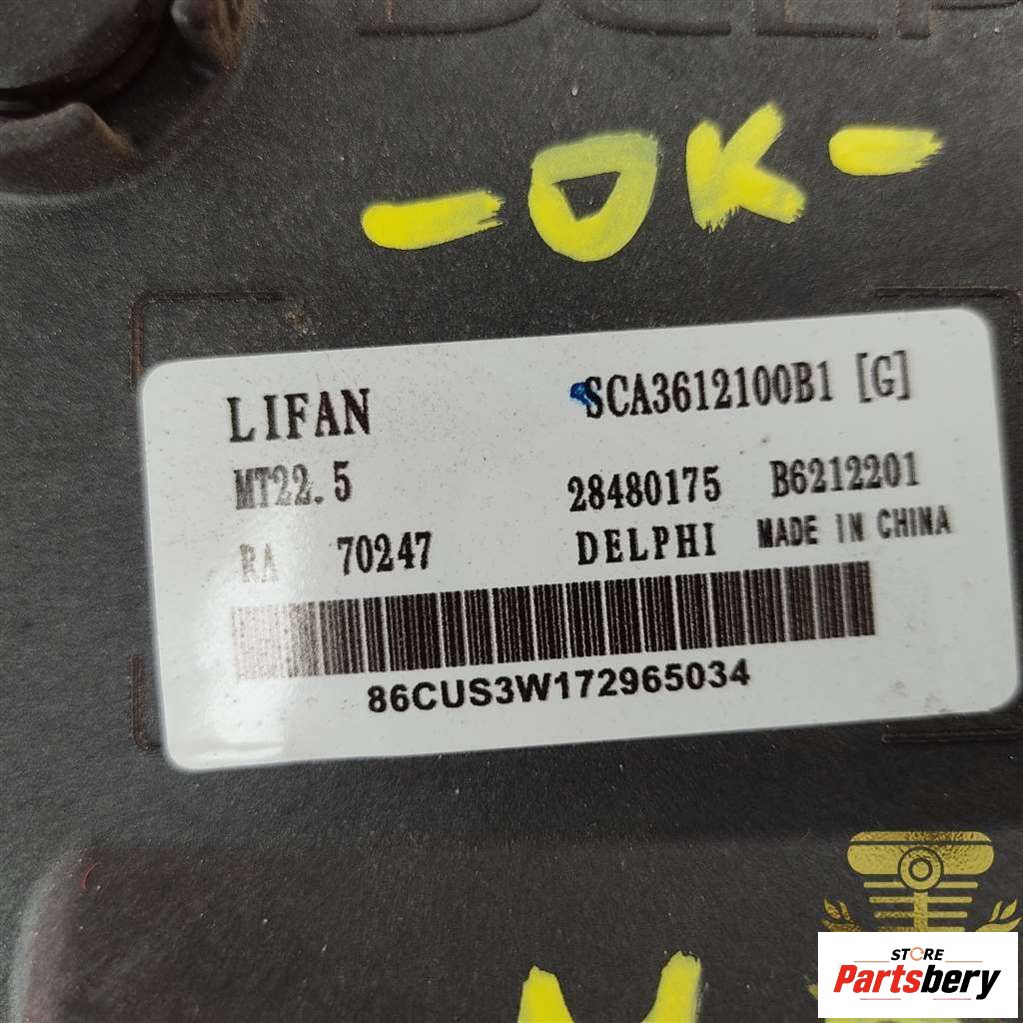 -OK-
LIFAN SCA3612100B1 [G]
MT22.5 28480175 B6212201
RA 70247 DELPHI MADE IN CHINA
86CUS3W172965034
STORE
Partsbery